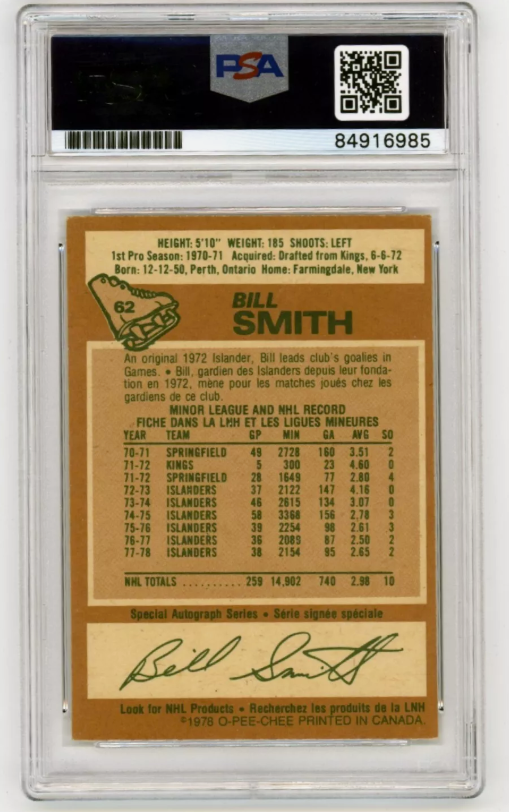 PSA
84916985
HEIGHT: 5'10" WEIGHT: 185 SHOOTS: LEFT
1st Pro Season: 1970-71 Acquired: Drafted from Kings, 6-6-72
Born: 12-12-50, Perth, Ontario Home: Farmingdale, New York
62
BILL
SMITH
An original 1972 Islander, Bill leads club's goalies in
Games. • Bill, gardien des Islanders depuis leur fonda-
tion en 1972, mène pour les matches joués chez les
gardiens de ce club.
MINOR LEAGUE AND NHL RECORD
FICHE DANS LA LNH ET LES LIGUES MINEURES
YEAR TEAM GP MIN GA AVG SO
70-71 SPRINGFIELD 49 2728 160 3.51 2
71-72 KINGS 5 300 23 4.60 0
71-72 SPRINGFIELD 28 1649 77 2.80 4
72-73 ISLANDERS 37 2122 147 4.16 0
73-74 ISLANDERS 46 2615 134 3.07 0
74-75 ISLANDERS 58 3368 156 2.78 3
75-76 ISLANDERS 39 2254 98 2.61 3
76-77 ISLANDERS 36 2089 87 2.50 2
77-78 ISLANDERS 38 2154 95 2.65 2
NHL TOTALS .......... 259 14,902 740 2.98 10
Special Autograph Series • Série signée spéciale
Bill Smith
Look for NHL Products • Recherchez les produits de la LNH
©1978 O-PEE-CHEE PRINTED IN CANADA.